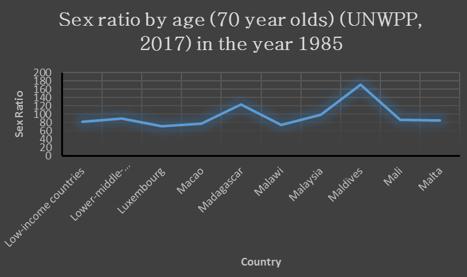 Sex ratio by age (70 year olds) (UNWPP,
2017) in the year 1985
Sex Ratio
200
180
160
140
120
100
80
60
40
20
0
Low-income countries
Lower-middle-...
Luxembourg
Macao
Madagascar
Malawi
Malaysia
Maldives
Mali
Malta
Country